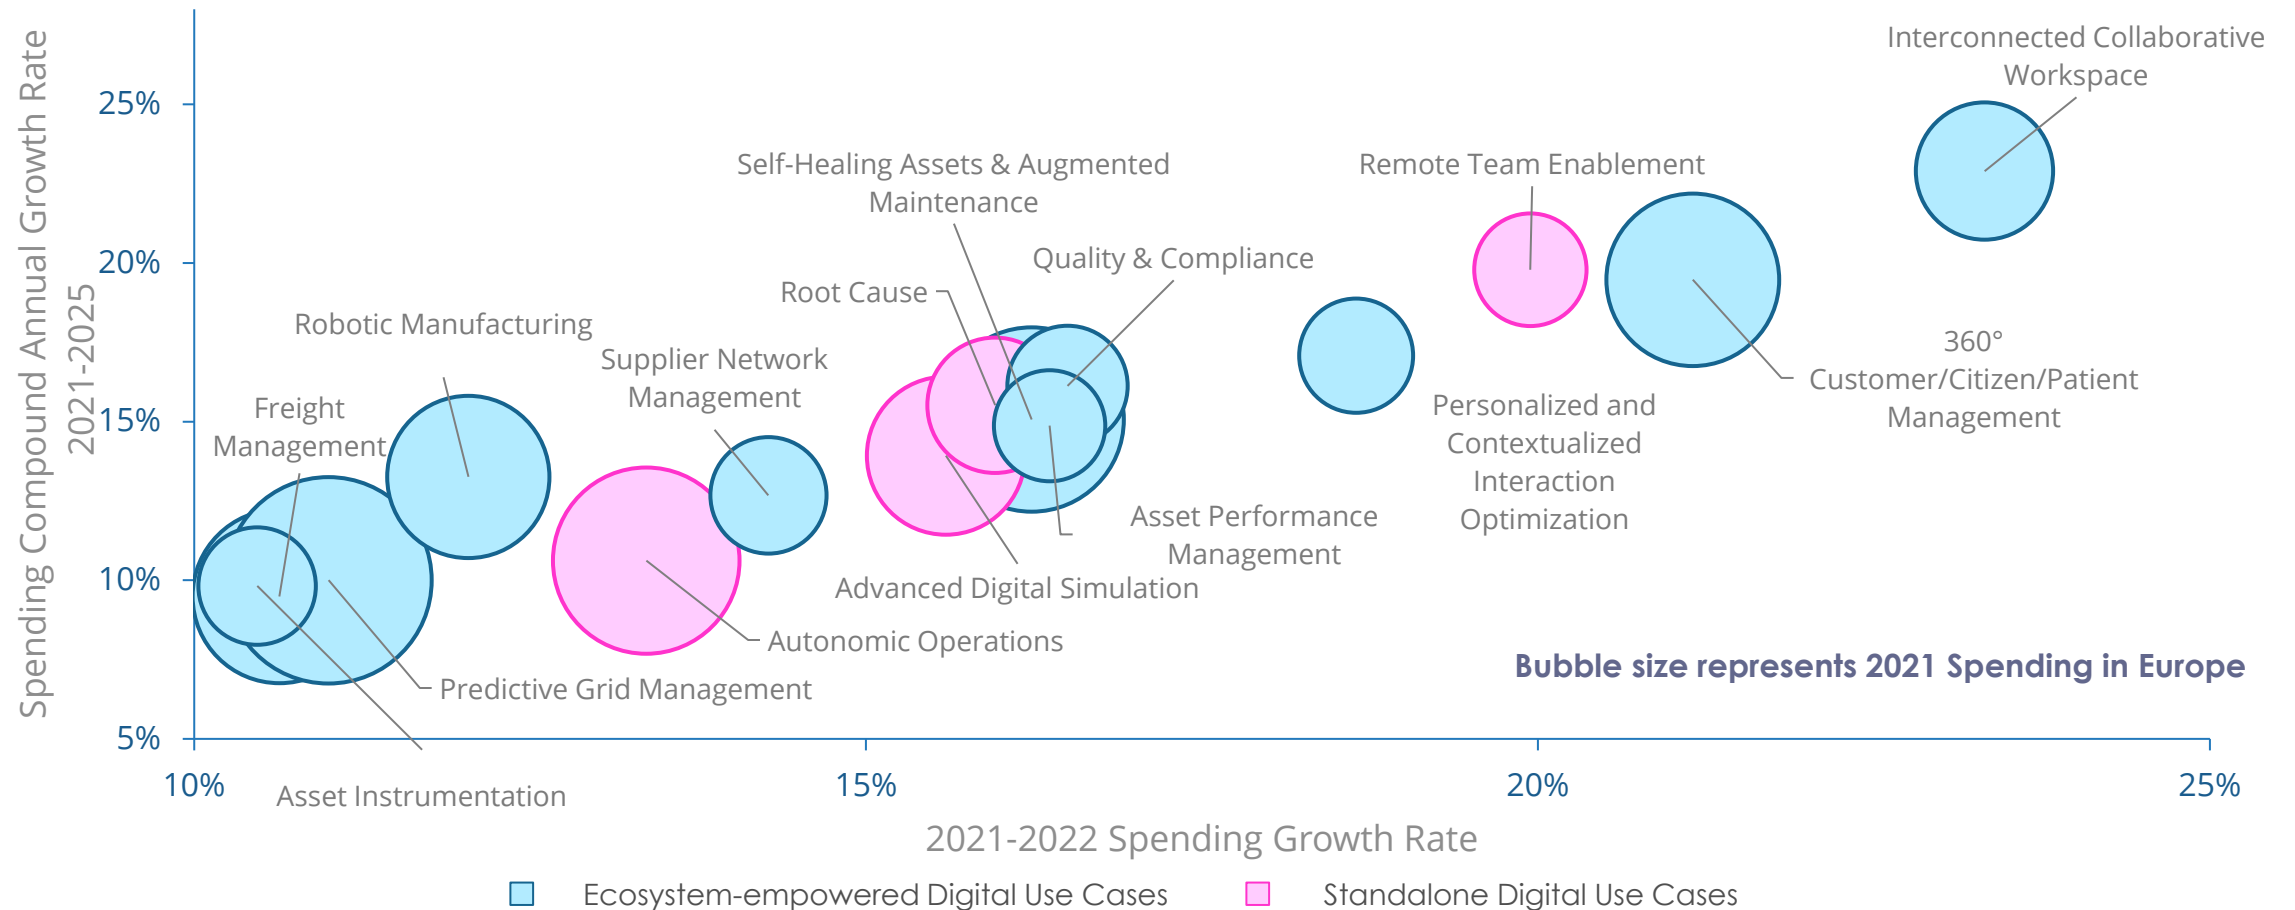 Spending Compound Annual Growth Rate
2021-2025
25%
20%
15%
10%
5%
Interconnected Collaborative
Workspace
Self-Healing Assets & Augmented
Maintenance
Remote Team Enablement
Quality & Compliance
Root Cause
Robotic Manufacturing
Supplier Network
Management
360°
Customer/Citizen/Patient
Management
Freight
Management
Personalized and
Contextualized
Interaction
Optimization
Asset Performance
Management
Advanced Digital Simulation
Autonomic Operations
Predictive Grid Management
Bubble size represents 2021 Spending in Europe
Asset Instrumentation
10%
15%
20%
25%
2021-2022 Spending Growth Rate
Ecosystem-empowered Digital Use Cases
Standalone Digital Use Cases